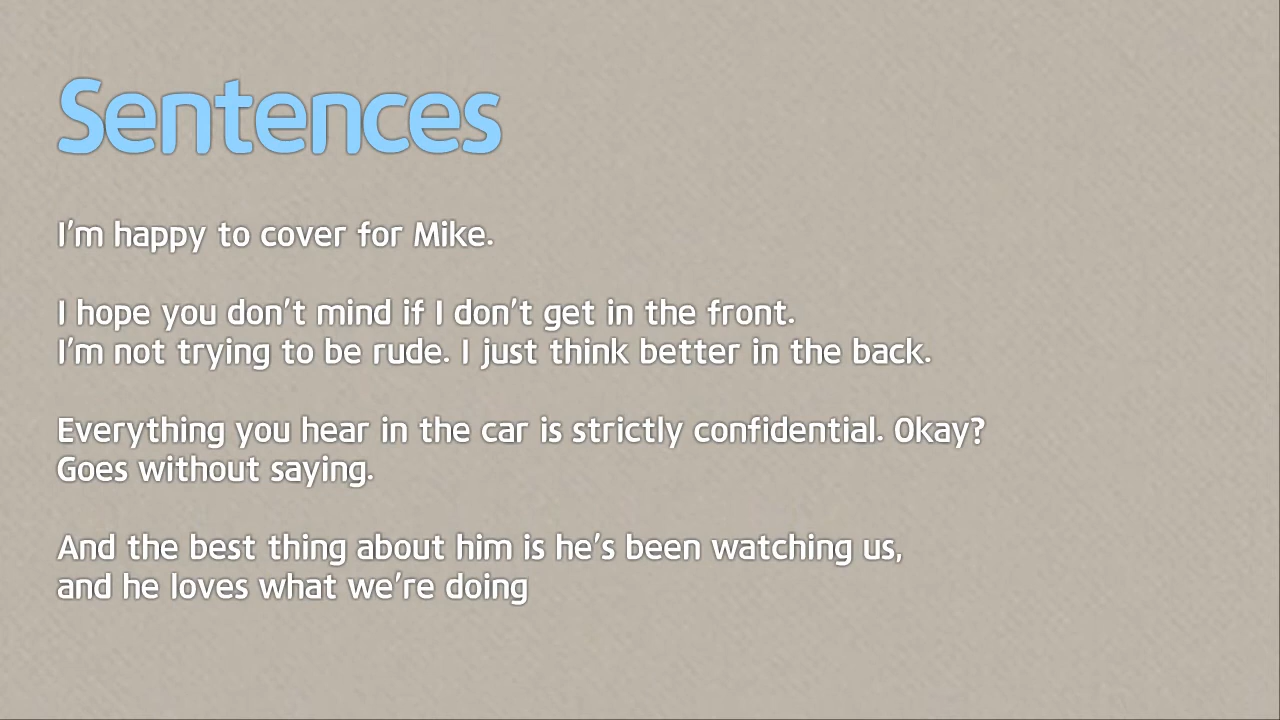 Sentences
I'm happy to cover for Mike.
I hope you don't mind if I don't get in the front.
I'm not trying to be rude. I just think better in the back.
Everything you hear in the car is strictly confidential. Okay?
Goes without saying.
And the best thing about him is he's been watching us,
and he loves what we're doing